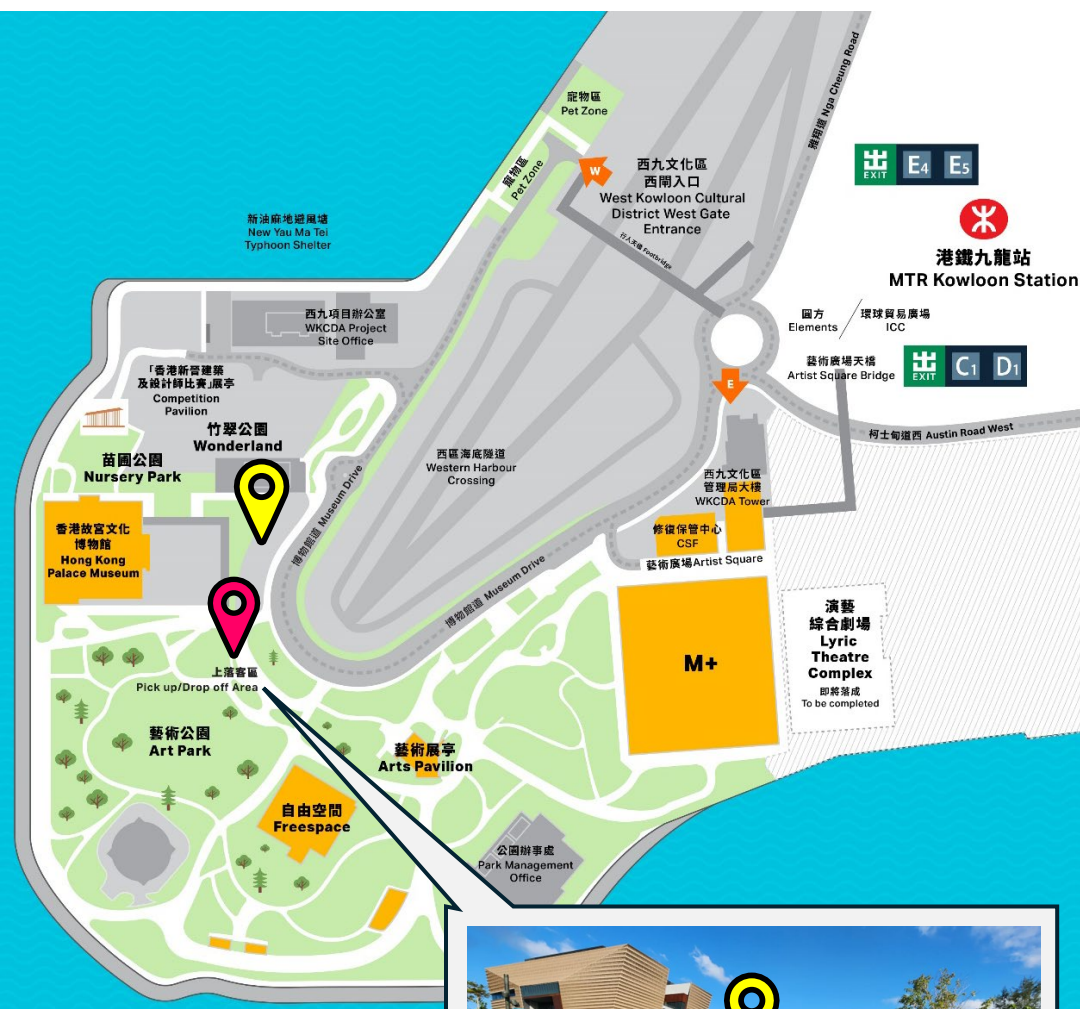 寵物區
Pet Zone
雅翔道 Nga Cheung Road
出
EXIT
E4
E5
寵物區
Pet Zone
W
西九文化區
西閘入口
West Kowloon Cultural
District West Gate
Entrance
新油麻地避風塘
New Yau Ma Tei
Typhoon Shelter
行人天橋 Footbridge
港鐵九龍站
MTR Kowloon Station
西九項目辦公室
WKCDA Project
Site Office
圓方
Elements
環球貿易廣場
ICC
藝術廣場天橋
Artist Square Bridge
出
EXIT
C1
D1
「香港新晉建築
及設計師比賽」展亭
Competition
Pavilion
E
竹翠公園
Wonderland
柯士甸道西 Austin Road West
苗圃公園
Nursery Park
西區海底隧道
Western Harbour
Crossing
西九文化區
管理局大樓
WKCDA Tower
博物館道 Museum Drive
香港故宮文化
博物館
Hong Kong
Palace Museum
修復保管中心
CSF
藝術廣場Artist Square
博物館道 Museum Drive
演藝
綜合劇場
Lyric
Theatre
Complex
即將落成
To be completed
M+
上落客區
Pick up/Drop off Area
藝術公園
Art Park
藝術展亭
Arts Pavilion
自由空間
Freespace
公園辦事處
Park Management
Office